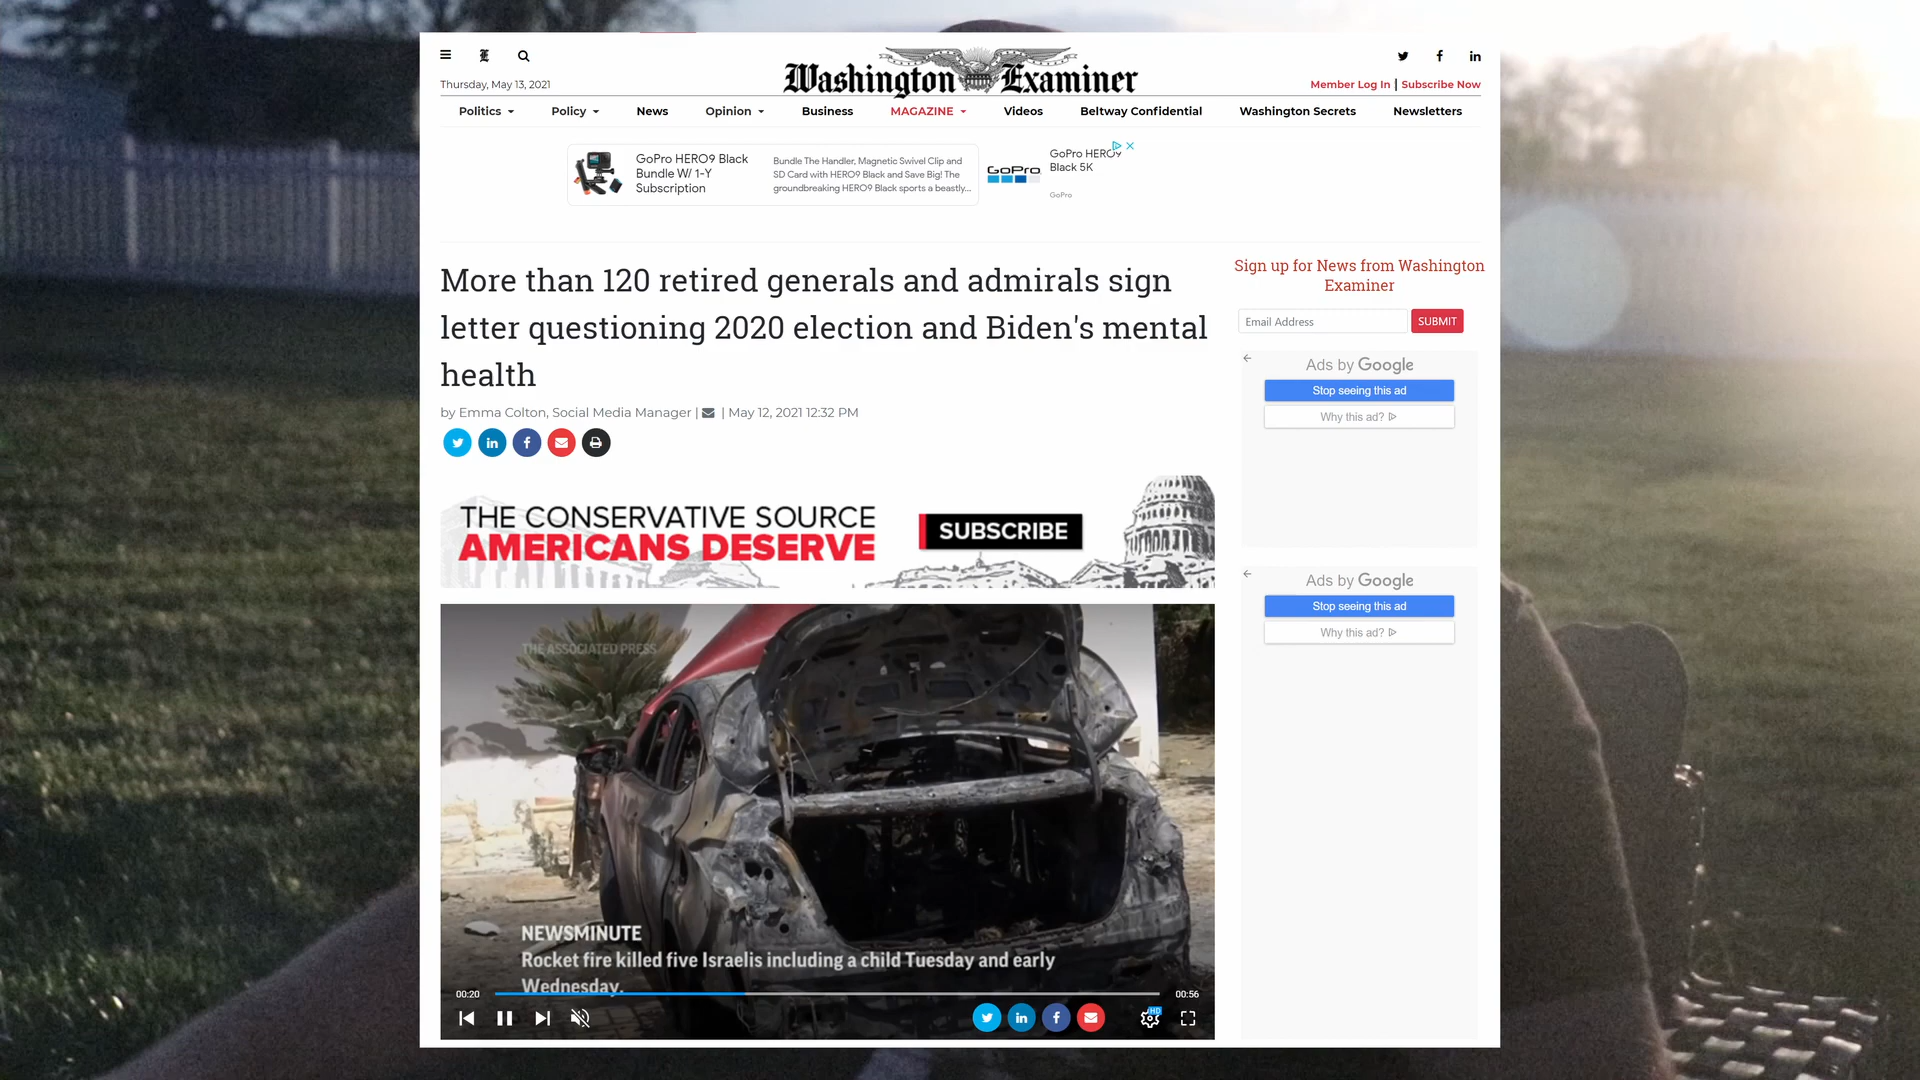 Thursday, May 13, 2021
Washington Examiner
Member Log In | Subscribe Now
Politics
Policy
News
Opinion
Business
MAGAZINE
Videos
Beltway Confidential
Washington Secrets
Newsletters
GoPro HERO9 Black
Bundle W/ 1-Y
Subscription
Bundle The Handler, Magnetic Swivel Clip and
SD Card with HERO9 Black and Save Big! The
groundbreaking HERO9 Black sports a beastly...
GoPro
GoPro HERO9
Black 5K
GoPro
More than 120 retired generals and admirals sign
letter questioning 2020 election and Biden's mental
health
by Emma Colton, Social Media Manager | | May 12, 2021 12:32 PM
THE CONSERVATIVE SOURCE
AMERICANS DESERVE
SUBSCRIBE
THE ASSOCIATED PRESS
NEWSMINUTE
Rocket fire killed five Israelis including a child Tuesday and early
Wednesday.
00:20
00:56
HD
Sign up for News from Washington
Examiner
Email Address
SUBMIT
Ads by Google
Stop seeing this ad
Why this ad?
Ads by Google
Stop seeing this ad
Why this ad?